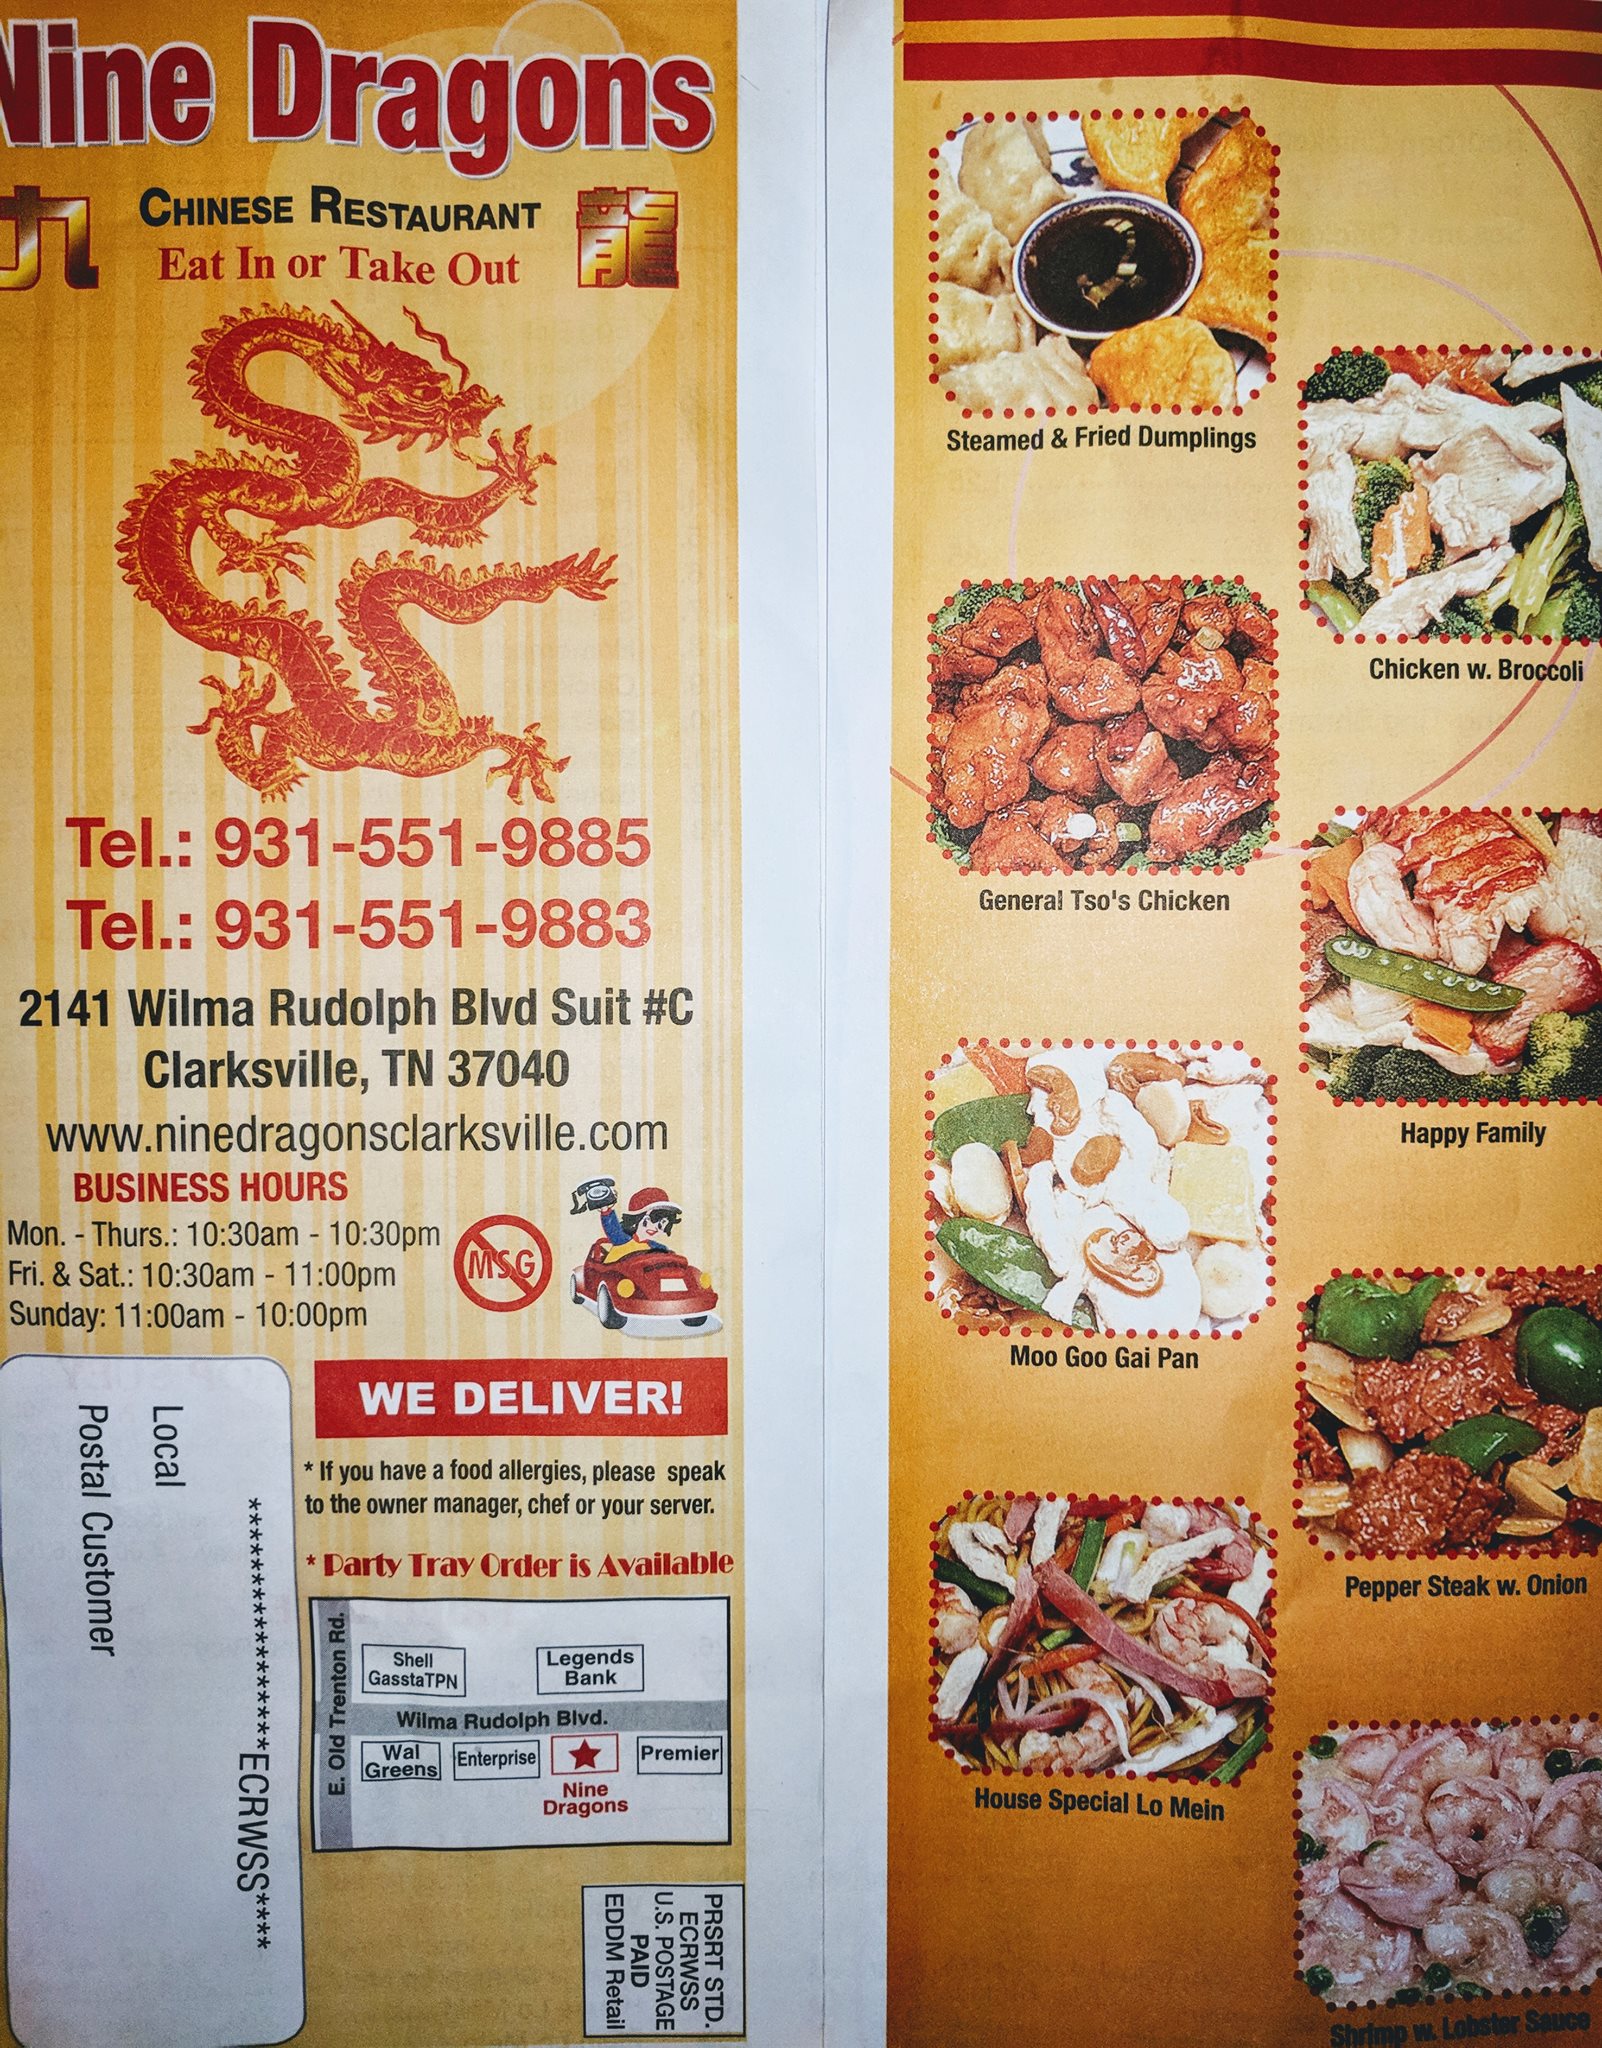 Nine Dragons
九 CHINESE RESTAURANT 龍
Eat In or Take Out
Tel.: 931-551-9885
Tel.: 931-551-9883
2141 Wilma Rudolph Blvd Suit #C
Clarksville, TN 37040
www.ninedragonsclarksville.com
BUSINESS HOURS
Mon. - Thurs.: 10:30am - 10:30pm
Fri. & Sat.: 10:30am - 11:00pm
Sunday: 11:00am - 10:00pm
MSG
WE DELIVER!
* If you have a food allergies, please speak
to the owner manager, chef or your server.
* Party Tray Order is Available
E. Old Trenton Rd.
Shell
GasstaTPN
Legends
Bank
Wilma Rudolph Blvd.
Wal
Greens
Enterprise
Premier
Nine
Dragons
*********************ECRWSS****
Local
Postal Customer
PRSRT STD.
ECRWSS
U.S. POSTAGE
PAID
EDDM Retail
Steamed & Fried Dumplings
Chicken w. Broccoli
General Tso's Chicken
Happy Family
Moo Goo Gai Pan
Pepper Steak w. Onion
House Special Lo Mein
Shrimp w. Lobster Sauce